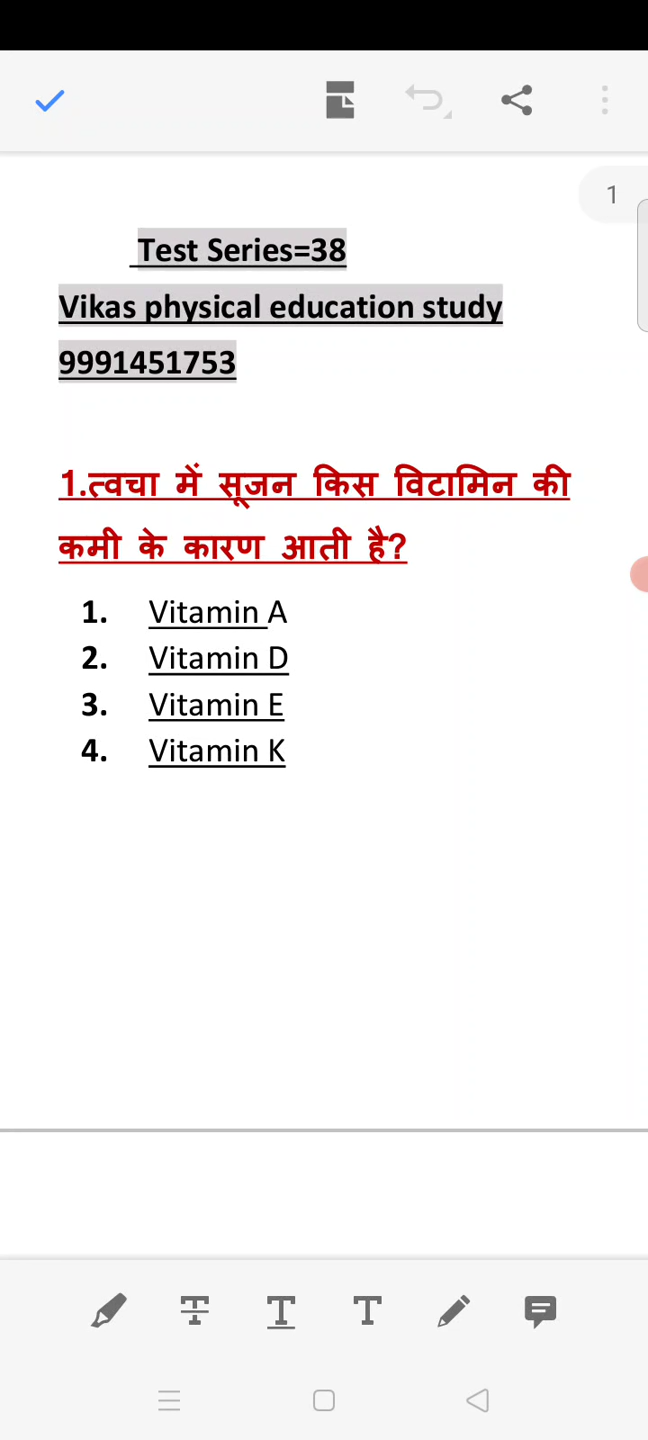 1
Test Series=38
Vikas physical education study
9991451753
1.त्वचा में सूजन किस विटामिन की
कमी के कारण आती है?
1. Vitamin A
2. Vitamin D
3. Vitamin E
4. Vitamin K